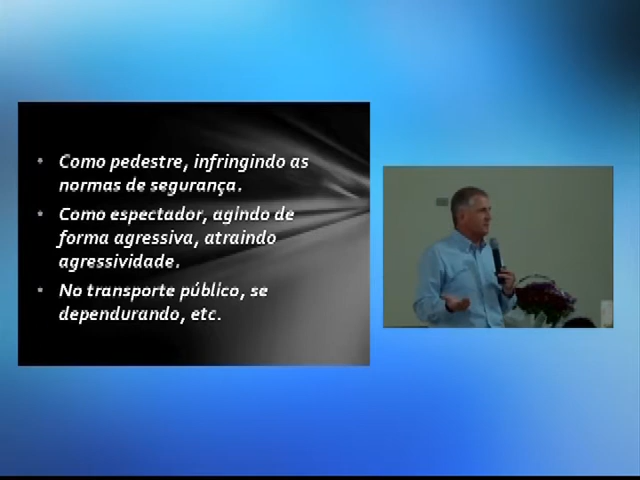 • Como pedestre, infringindo as
normas de segurança.
• Como espectador, agindo de
forma agressiva, atraindo
agressividade.
• No transporte público, se
dependurando, etc.